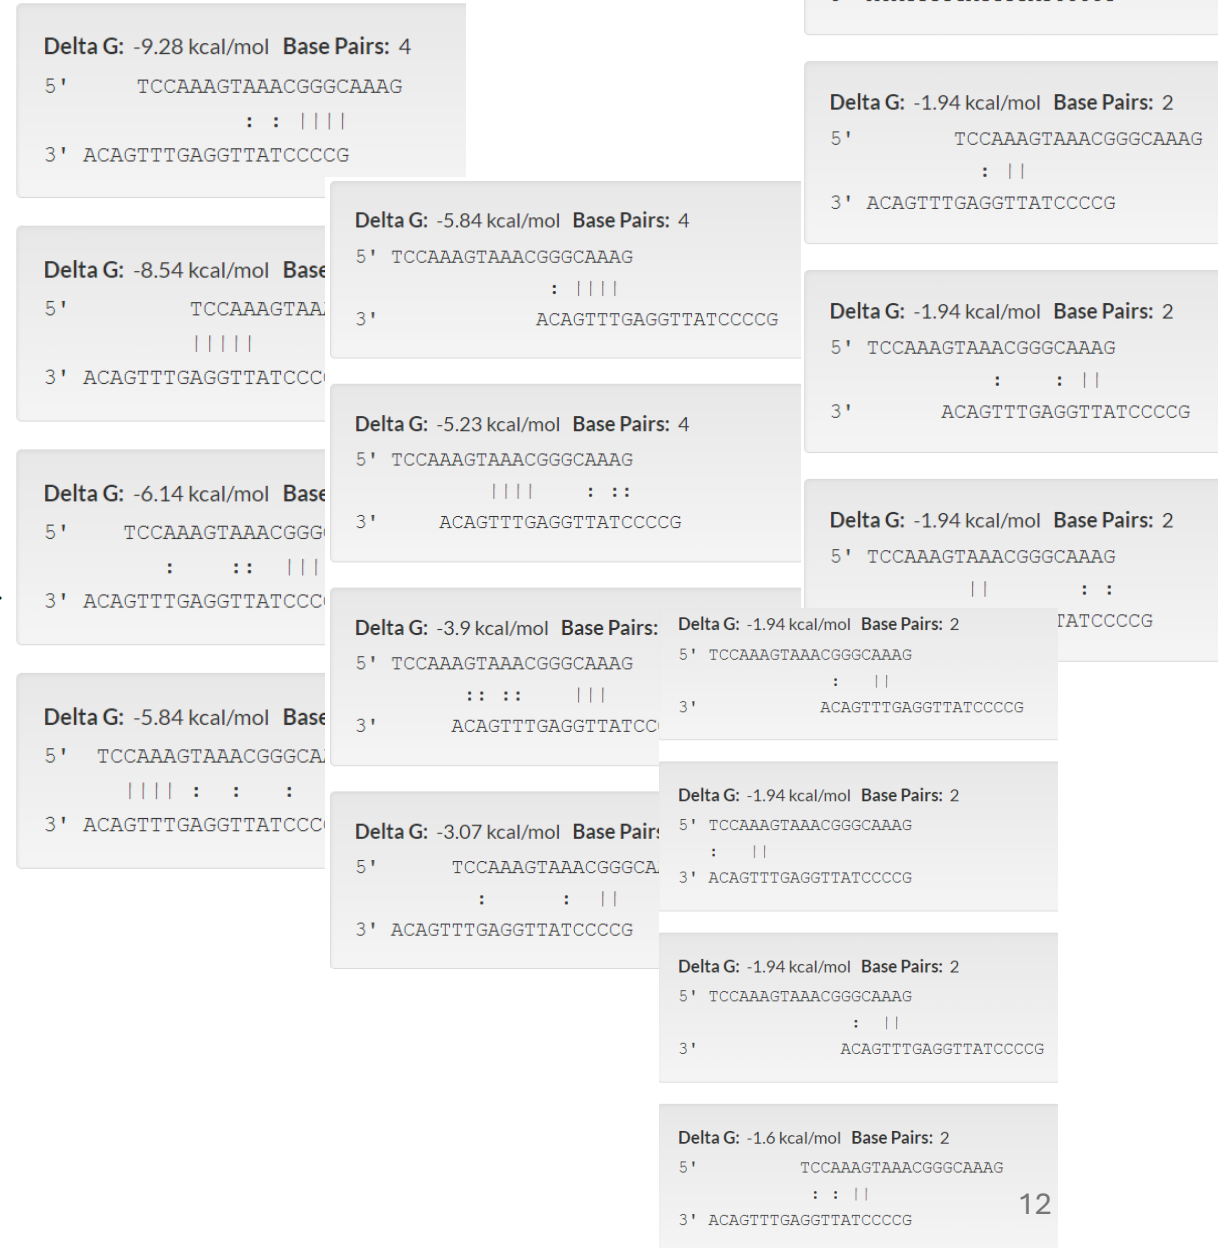 Delta G: -9.28 kcal/mol Base Pairs: 4
5' TCCAAAGTAAACGGGCAAAG
: : ||||
3' ACAGTTTGAGGTTATCCCCG
Delta G: -8.54 kcal/mol Base
5' TCCAAAGTAA
|||||
3' ACAGTTTGAGGTTATCCC
Delta G: -6.14 kcal/mol Base
5' TCCAAAGTAAACGGG
: :: |||
3' ACAGTTTGAGGTTATCCC
Delta G: -5.84 kcal/mol Base
5' TCCAAAGTAAACGGGCA
|||| : : :
3' ACAGTTTGAGGTTATCCC
Delta G: -5.84 kcal/mol Base Pairs: 4
5' TCCAAAGTAAACGGGCAAAG
: ||||
3' ACAGTTTGAGGTTATCCCCG
Delta G: -5.23 kcal/mol Base Pairs: 4
5' TCCAAAGTAAACGGGCAAAG
|||| : ::
3' ACAGTTTGAGGTTATCCCCG
Delta G: -3.9 kcal/mol Base Pairs:
5' TCCAAAGTAAACGGGCAAAG
:: :: |||
3' ACAGTTTGAGGTTATCC
Delta G: -3.07 kcal/mol Base Pairs
5' TCCAAAGTAAACGGGCA
: : ||
3' ACAGTTTGAGGTTATCCCCG
Delta G: -1.94 kcal/mol Base Pairs: 2
5' TCCAAAGTAAACGGGCAAAG
: ||
3' ACAGTTTGAGGTTATCCCCG
Delta G: -1.94 kcal/mol Base Pairs: 2
5' TCCAAAGTAAACGGGCAAAG
: : ||
3' ACAGTTTGAGGTTATCCCCG
Delta G: -1.94 kcal/mol Base Pairs: 2
5' TCCAAAGTAAACGGGCAAAG
|| : :
TATCCCCG
Delta G: -1.94 kcal/mol Base Pairs: 2
5' TCCAAAGTAAACGGGCAAAG
: ||
3' ACAGTTTGAGGTTATCCCCG
Delta G: -1.94 kcal/mol Base Pairs: 2
5' TCCAAAGTAAACGGGCAAAG
: ||
3' ACAGTTTGAGGTTATCCCCG
Delta G: -1.94 kcal/mol Base Pairs: 2
5' TCCAAAGTAAACGGGCAAAG
: ||
3' ACAGTTTGAGGTTATCCCCG
Delta G: -1.6 kcal/mol Base Pairs: 2
5' TCCAAAGTAAACGGGCAAAG
: : ||
3' ACAGTTTGAGGTTATCCCCG
12